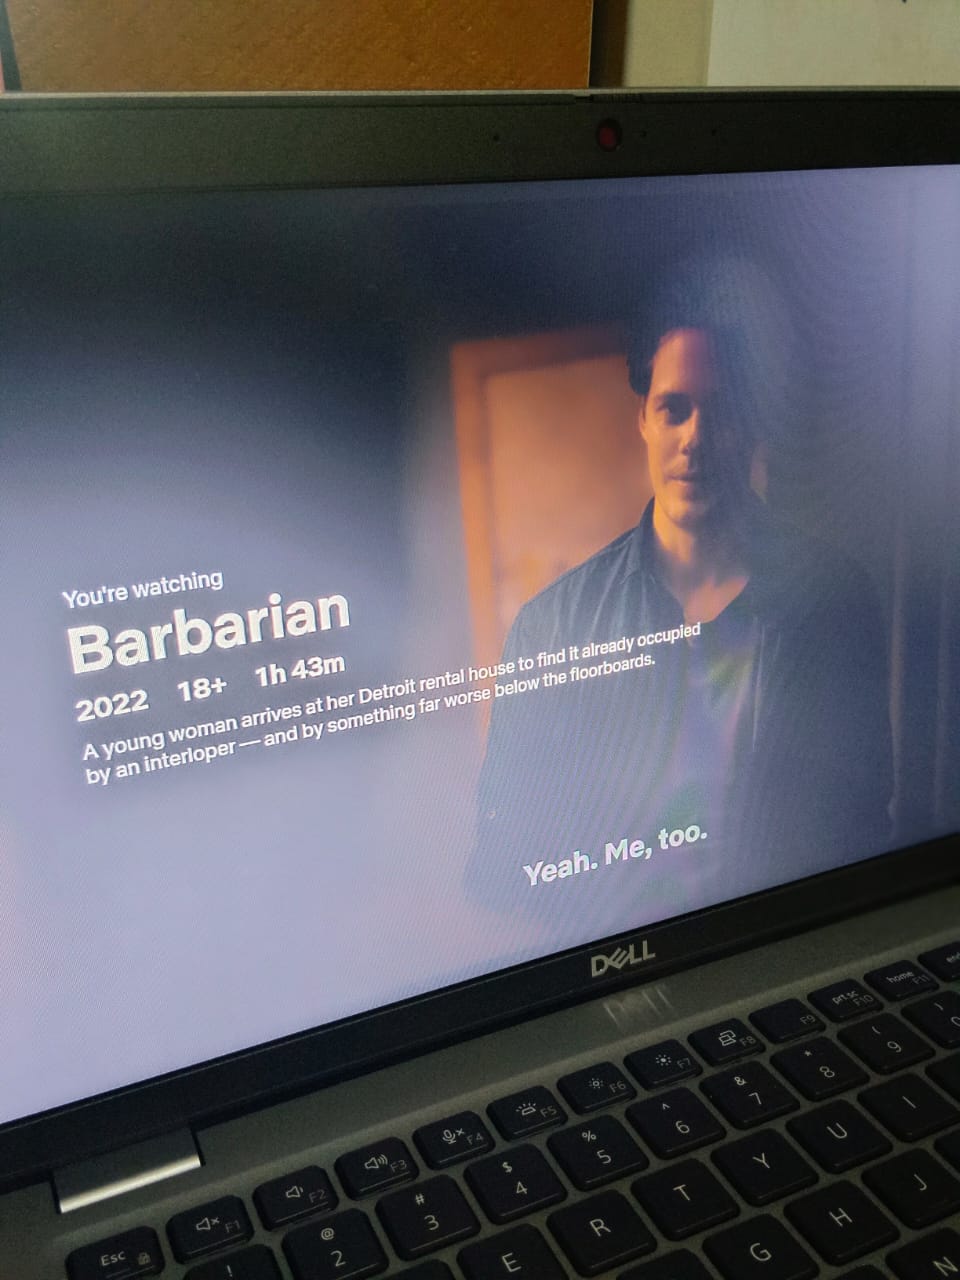 You're watching
Barbarian
2022 18+ 1h 43m
A young woman arrives at her Detroit rental house to find it already occupied
by an interloper — and by something far worse below the floorboards.
Yeah. Me, too.
DELL
Esc F1 F2 F3 F4 F5 F6 F7 F8 F9 prt sc F10 home F11
! @ 2 # 3 $ 4 % 5 ^ 6 & 7 * 8 ( 9 )
E R T Y U I
G H J
N